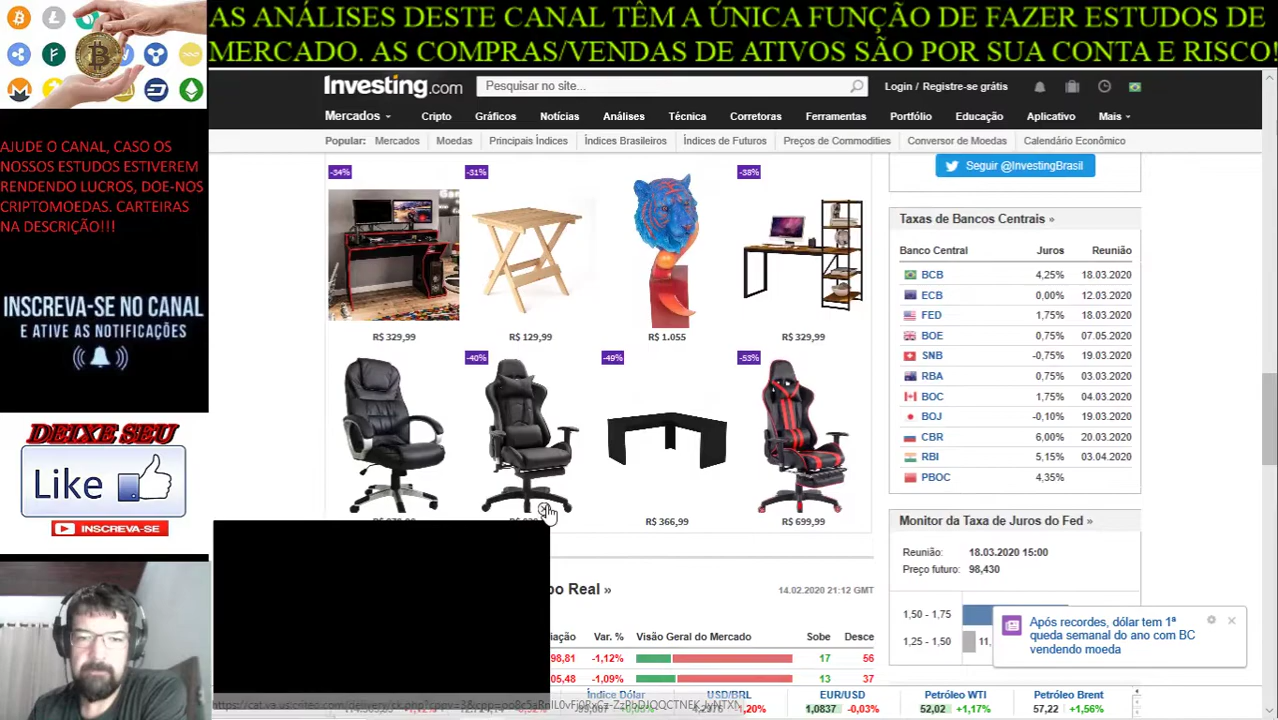 AS ANÁLISES DESTE CANAL TÊM A ÚNICA FUNÇÃO DE FAZER ESTUDOS DE
MERCADO. AS COMPRAS/VENDAS DE ATIVOS SÃO POR SUA CONTA E RISCO!
AJUDE O CANAL, CASO OS
NOSSOS ESTUDOS ESTIVEREM
RENDENDO LUCROS, DOE-NOS
CRIPTOMOEDAS. CARTEIRAS
NA DESCRIÇÃO!!!
INSCREVA-SE NO CANAL
E ATIVE AS NOTIFICAÇÕES
DEIXE SEU
Like
INSCREVA-SE
Investing.com
Pesquisar no site...
Login / Registre-se grátis
Mercados Cripto Gráficos Notícias Análises Técnica Corretoras Ferramentas Portfólio Educação Aplicativo Mais
Popular: Mercados Moedas Principais Índices Índices Brasileiros Índices de Futuros Preços de Commodities Conversor de Moedas Calendário Econômico
-34% -31% -38%
R$ 329,99 R$ 129,99 R$ 1.055 R$ 329,99
-40% -49% -53%
R$ 366,99 R$ 699,99
Seguir @InvestingBrasil
Taxas de Bancos Centrais »
Banco Central Juros Reunião
BCB 4,25% 18.03.2020
ECB 0,00% 12.03.2020
FED 1,75% 18.03.2020
BOE 0,75% 07.05.2020
SNB -0,75% 19.03.2020
RBA 0,75% 03.03.2020
BOC 1,75% 04.03.2020
BOJ -0,10% 19.03.2020
CBR 6,00% 20.03.2020
RBI 5,15% 03.04.2020
PBOC 4,35%
Monitor da Taxa de Juros do Fed »
Reunião: 18.03.2020 15:00
Preço futuro: 98,430
1,50 - 1,75
1,25 - 1,50 11,
Após recordes, dólar tem 1ª
queda semanal do ano com BC
vendendo moeda
po Real »
14.02.2020 21:12 GMT
iação Var. % Visão Geral do Mercado Sobe Desce
98,81 -1,12% 17 56
05,48 -1,09% 13 37
Índice Dólar USD/BRL EUR/USD Petróleo WTI Petróleo Brent
1,20% 1,0837 -0,03% 52,02 +1,17% 57,22 +1,56%